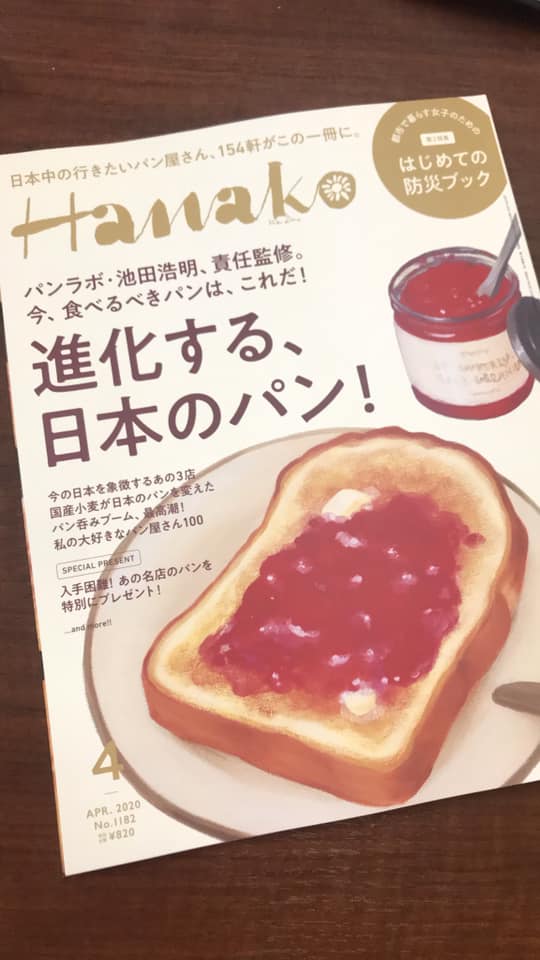 日本中の行きたいパン屋さん、154軒がこの一冊に。
Hanako
都市で暮らす女子のための
第2特集
はじめての
防災ブック
パンラボ・池田浩明、責任監修。
今、食べるべきパンは、これだ!
進化する、
日本のパン!
今の日本を象徴するあの3店
国産小麦が日本のパンを変えた
パン呑みブーム、最高潮!
私の大好きなパン屋さん100
SPECIAL PRESENT
入手困難! あの名店のパンを
特別にプレゼント!
...and more!!
4
APR. 2020
No.1182
¥820